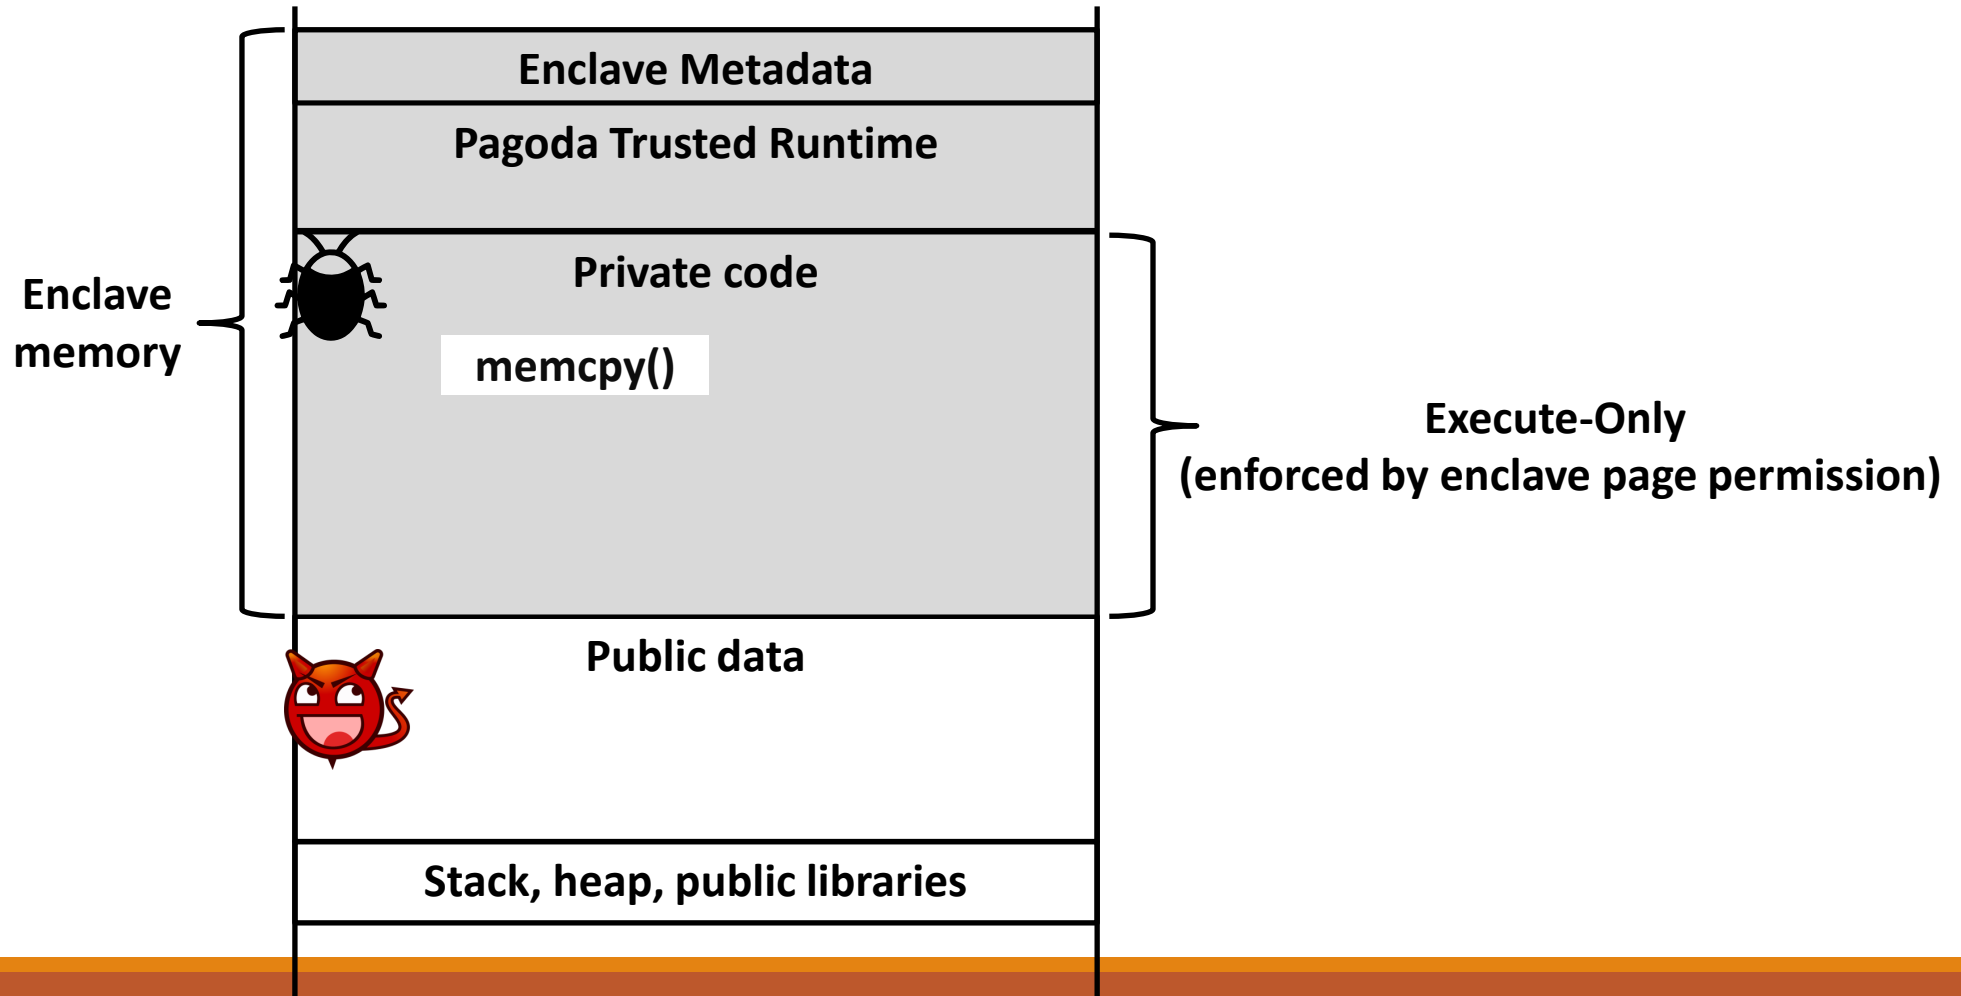 Enclave Metadata
Pagoda Trusted Runtime
Private code
Enclave
memory
memcpy()
Execute-Only
(enforced by enclave page permission)
Public data
Stack, heap, public libraries